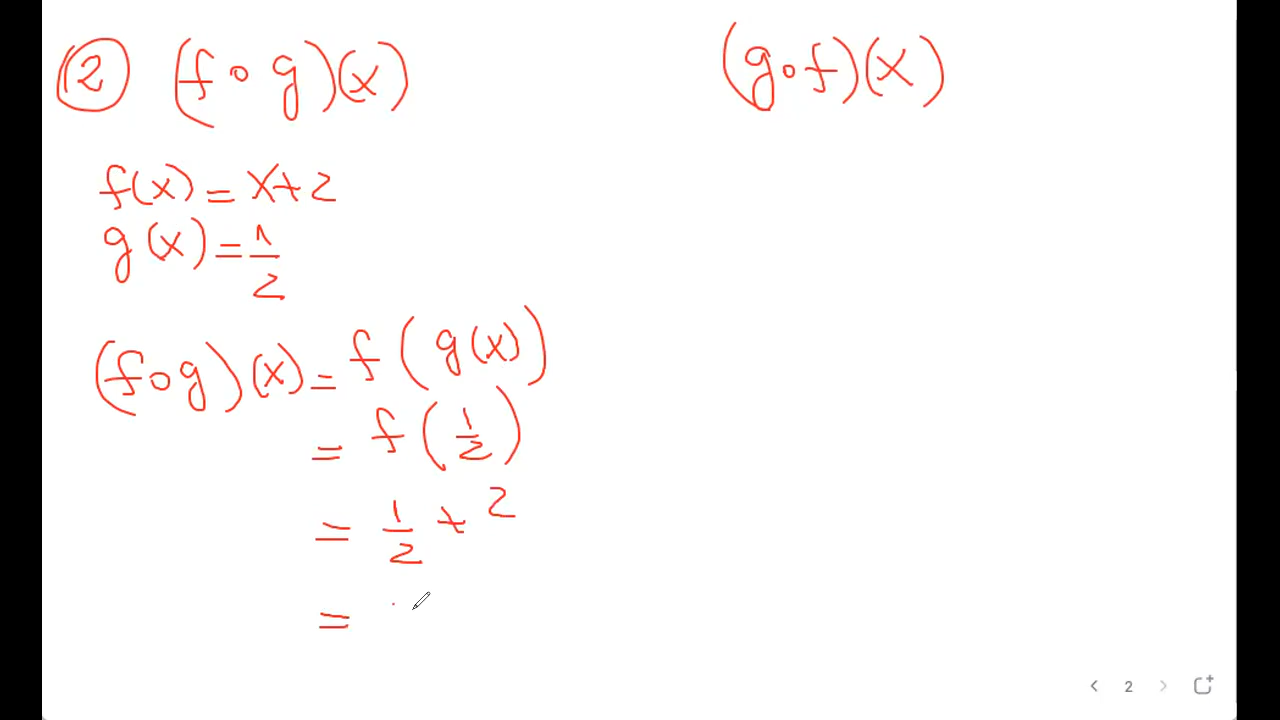 (2) (f ∘ g)(x)
(g ∘ f)(x)
f(x) = x + 2
g(x) = 1/2
(f ∘ g)(x) = f(g(x))
= f(1/2)
= 1/2 + 2
=
2